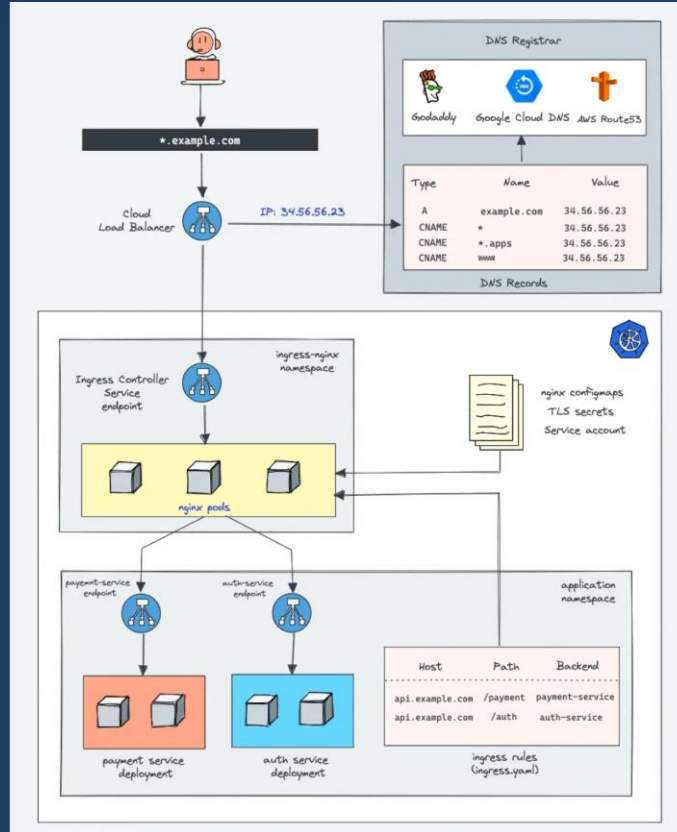 DNS Registrar
Godaddy
Google Cloud DNS
AWS Route53
*.example.com
Cloud
Load Balancer
IP: 34.56.56.23
Type Name Value
A example.com 34.56.56.23
CNAME * 34.56.56.23
CNAME *.apps 34.56.56.23
CNAME www 34.56.56.23
DNS Records
ingress-nginx
namespace
Ingress Controller
Service
endpoint
nginx configmaps
TLS secrets
Service account
nginx pods
payemnt-service
endpoint
auth-service
endpoint
application
namespace
Host Path Backend
api.example.com /payment payment-service
api.example.com /auth auth-service
payment service
deployment
auth service
deployment
ingress rules
(ingress.yaml)